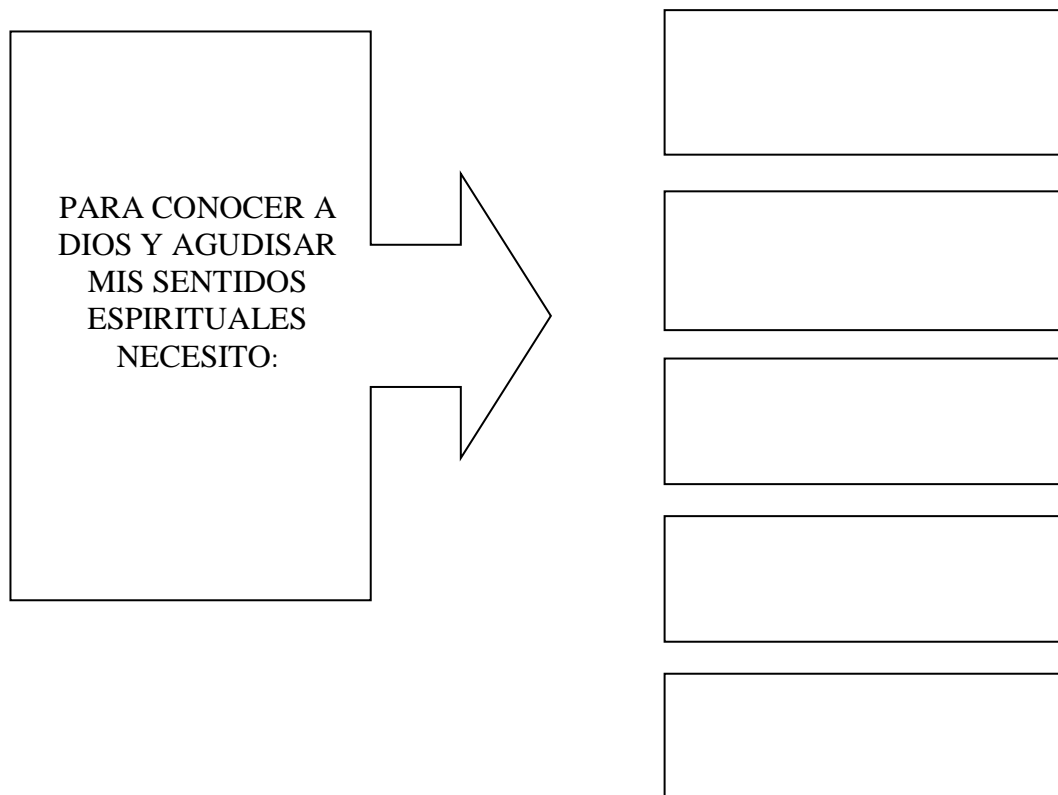 PARA CONOCER A
DIOS Y AGUDISAR
MIS SENTIDOS
ESPIRITUALES
NECESITO: